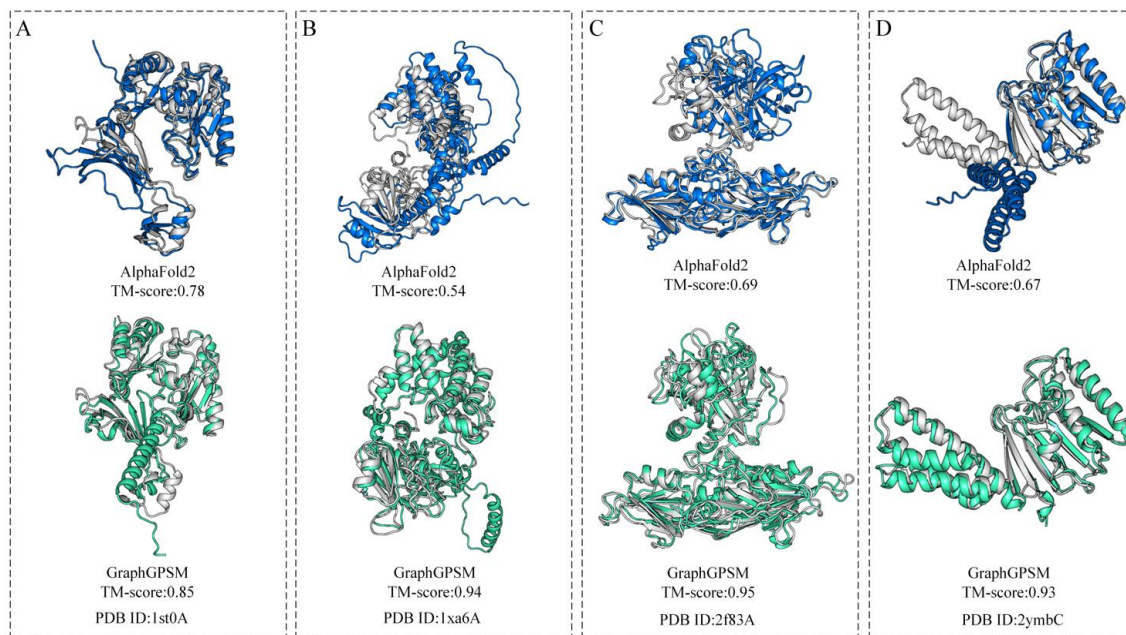 A
B
C
D
AlphaFold2
TM-score:0.78
AlphaFold2
TM-score:0.54
AlphaFold2
TM-score:0.69
AlphaFold2
TM-score:0.67
GraphGPSM
TM-score:0.85
PDB ID:1st0A
GraphGPSM
TM-score:0.94
PDB ID:1xa6A
GraphGPSM
TM-score:0.95
PDB ID:2f83A
GraphGPSM
TM-score:0.93
PDB ID:2ymbC